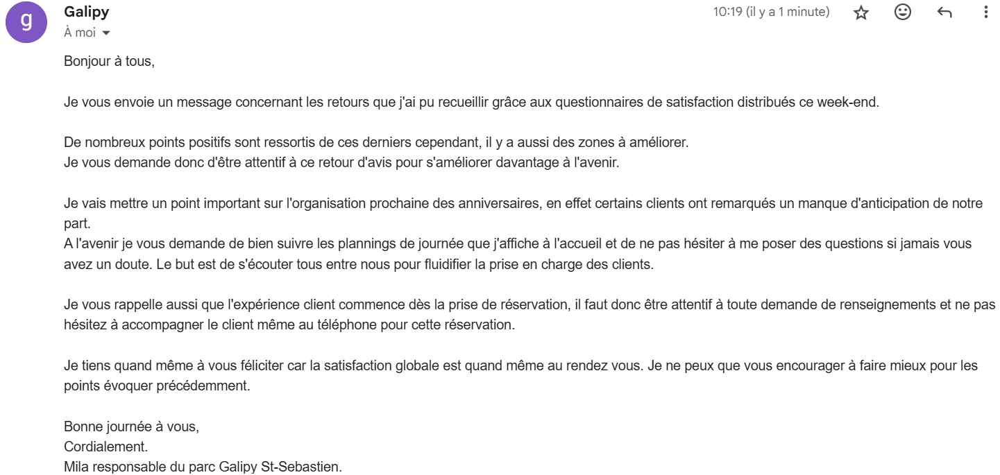 g
Galipy
10:19 (il y a 1 minute)
À moi
Bonjour à tous,
Je vous envoie un message concernant les retours que j'ai pu recueillir grâce aux questionnaires de satisfaction distribués ce week-end.
De nombreux points positifs sont ressortis de ces derniers cependant, il y a aussi des zones à améliorer.
Je vous demande donc d'être attentif à ce retour d'avis pour s'améliorer davantage à l'avenir.
Je vais mettre un point important sur l'organisation prochaine des anniversaires, en effet certains clients ont remarqués un manque d'anticipation de notre
part.
A l'avenir je vous demande de bien suivre les plannings de journée que j'affiche à l'accueil et de ne pas hésiter à me poser des questions si jamais vous
avez un doute. Le but est de s'écouter tous entre nous pour fluidifier la prise en charge des clients.
Je vous rappelle aussi que l'expérience client commence dès la prise de réservation, il faut donc être attentif à toute demande de renseignements et ne pas
hésitez à accompagner le client même au téléphone pour cette réservation.
Je tiens quand même à vous féliciter car la satisfaction globale est quand même au rendez vous. Je ne peux que vous encourager à faire mieux pour les
points évoquer précédemment.
Bonne journée à vous,
Cordialement.
Mila responsable du parc Galipy St-Sebastien.